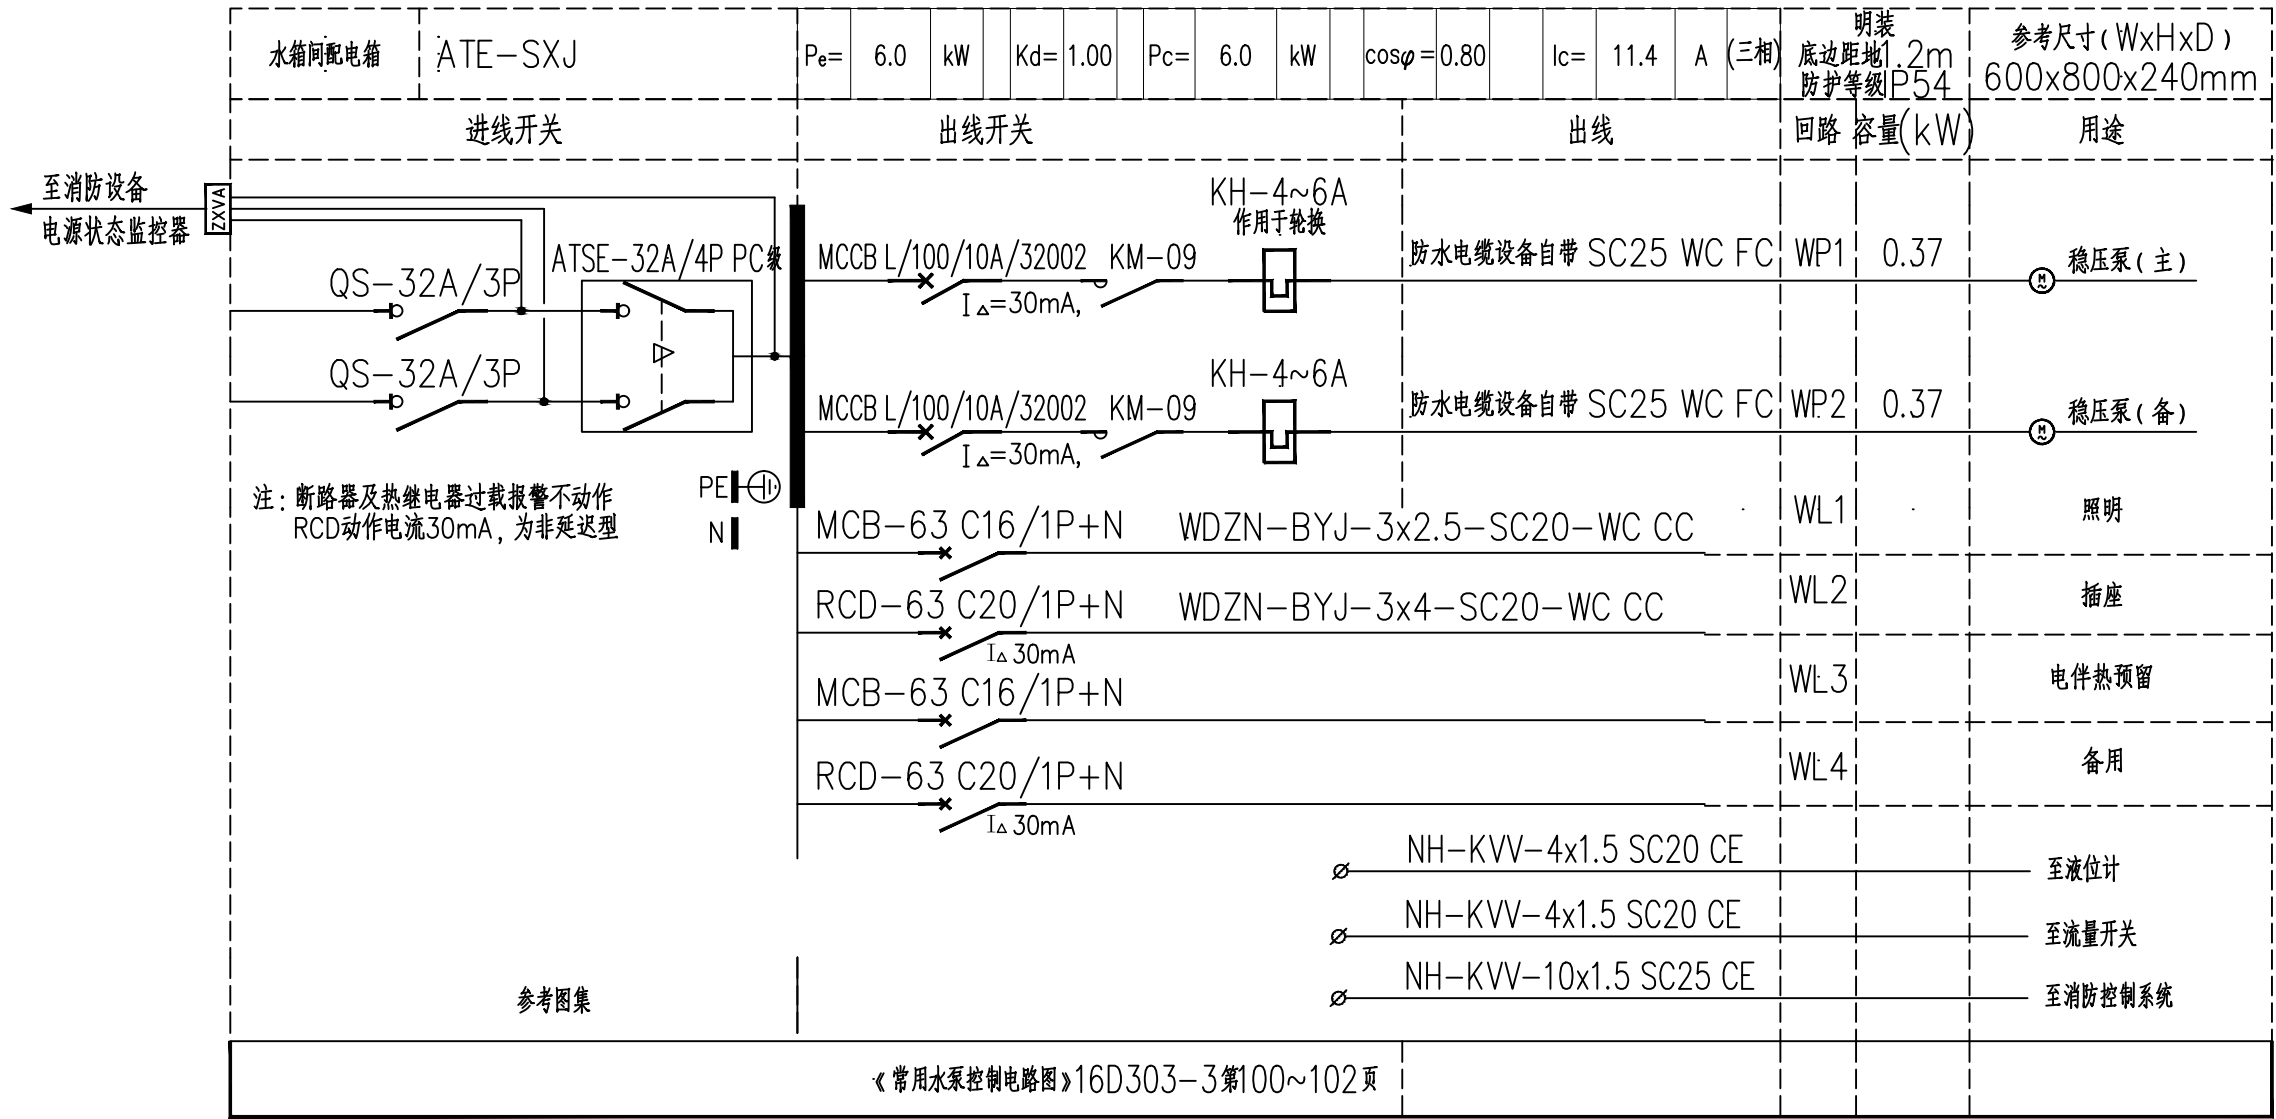 水箱间配电箱 ATE-SXJ Pe= 6.0 kW Kd= 1.00 Pc= 6.0 kW cosφ= 0.80 Ic= 11.4 A (三相)
明装
底边距地1.2m
防护等级IP54
参考尺寸(WxHxD)
600x800x240mm
进线开关 出线开关 出线 回路 容量(kW) 用途
至消防设备
电源状态监控器
ZXVA
QS-32A/3P
QS-32A/3P
ATSE-32A/4P PC级
KH-4~6A
作用于轮换
MCCB L/100/10A/32002 KM-09 防水电缆设备自带 SC25 WC FC WP1 0.37 M~ 稳压泵(主)
I△=30mA,
KH-4~6A
MCCB L/100/10A/32002 KM-09 防水电缆设备自带 SC25 WC FC WP2 0.37 M~ 稳压泵(备)
I△=30mA,
注: 断路器及热继电器过载报警不动作
RCD动作电流30mA, 为非延迟型
PE
N
MCB-63 C16/1P+N WDZN-BYJ-3x2.5-SC20-WC CC WL1 照明
RCD-63 C20/1P+N WDZN-BYJ-3x4-SC20-WC CC WL2 插座
I△ 30mA
MCB-63 C16/1P+N WL3 电伴热预留
RCD-63 C20/1P+N WL4 备用
I△ 30mA
NH-KVV-4x1.5 SC20 CE 至液位计
NH-KVV-4x1.5 SC20 CE 至流量开关
NH-KVV-10x1.5 SC25 CE 至消防控制系统
参考图集
《常用水泵控制电路图》16D303-3第100~102页